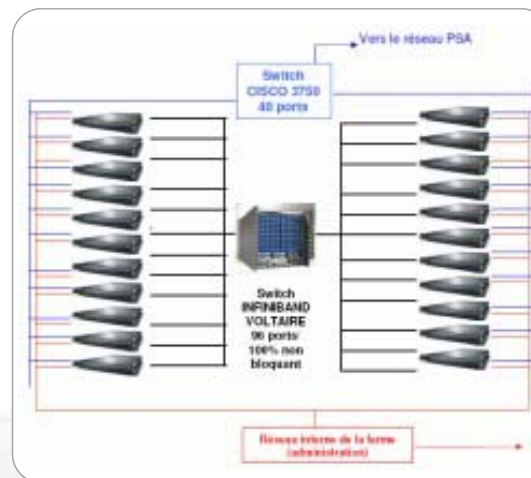 Vers le réseau PSA
Switch
CISCO 3750
48 ports
Switch
INFINIBAND
VOLTAIRE
96 ports
100% non
bloquant
Réseau interne de la ferme
(administration)